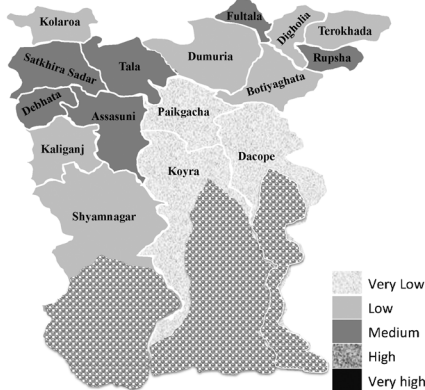 Kolaroa
Fultala
Digholia
Terokhada
Dumuria
Rupsha
Satkhira Sadar
Tala
Botiyaghata
Debhata
Assasuni
Paikgacha
Kaliganj
Dacope
Koyra
Shyamnagar
Very Low
Low
Medium
High
Very high